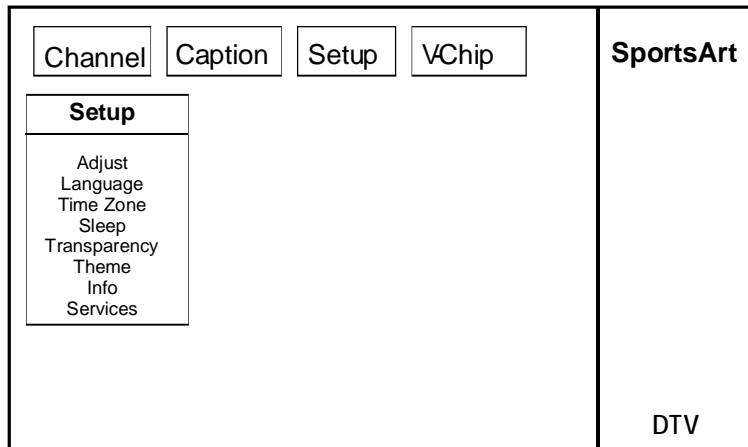 Channel Caption Setup V-Chip
SportsArt
Setup
Adjust
Language
Time Zone
Sleep
Transparency
Theme
Info
Services
DTV